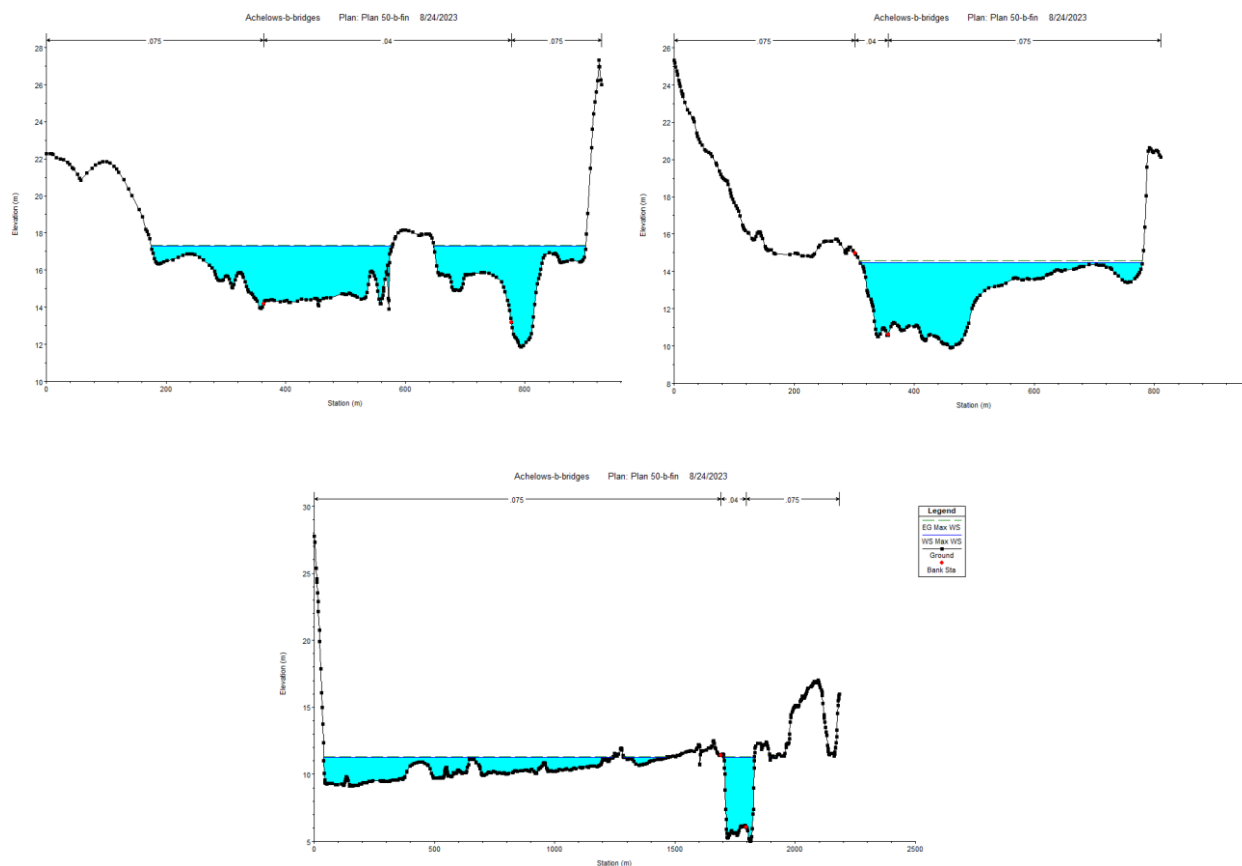 Achelows-b-bridges Plan: Plan 50-b-fin 8/24/2023
.075 .04 .075
28
26
24
22
20
18
16
14
12
10
Elevation (m)
0 200 400 600 800
Station (m)
Achelows-b-bridges Plan: Plan 50-b-fin 8/24/2023
.075 .04 .075
26
24
22
20
18
16
14
12
10
8
Elevation (m)
0 200 400 600 800
Station (m)
Achelows-b-bridges Plan: Plan 50-b-fin 8/24/2023
.075 .04 .075
30
25
20
15
10
5
Elevation (m)
0 500 1000 1500 2000 2500
Station (m)
Legend
EG Max WS
WS Max WS
Ground
Bank Sta